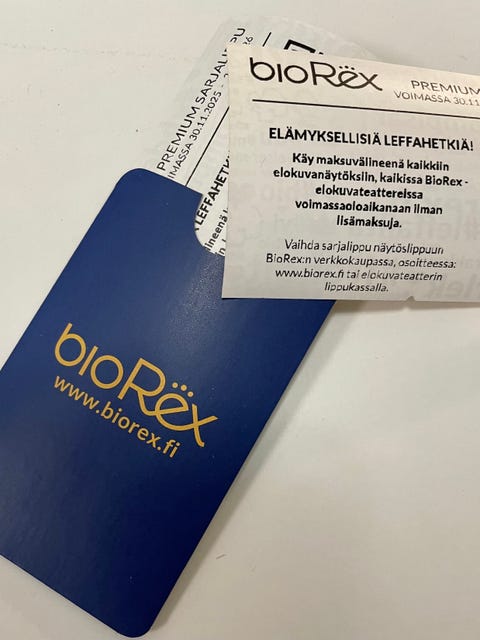 PREMIUM SARJALIPPU
VOIMASSA 30.11.2025 -
LEFFAHETK
bioRëx
PREMIUM
VOIMASSA 30.11
ELÄMYKSELLISIÄ LEFFAHETKIÄ!
Käy maksuvälineenä kaikkiin
elokuvanäytöksiin, kaikissa BioRex -
elokuvateattereissa
voimassaoloaikanaan ilman
lisämaksuja.
Vaihda sarjalippu näytöslippuun
BioRex:n verkkokaupassa, osoitteessa:
www.biorex.fi tai elokuvateatterin
lippukassalla.
bioRëx
www.biorex.fi